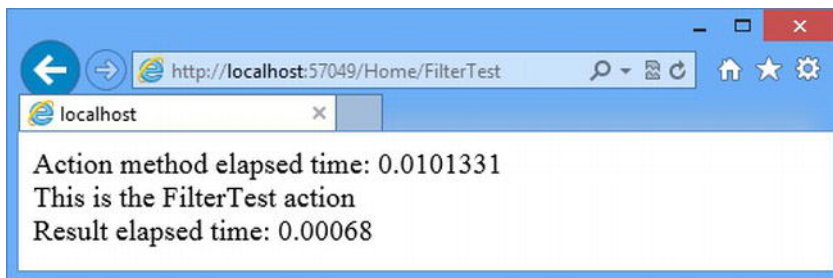 http://localhost:57049/Home/FilterTest
localhost
Action method elapsed time: 0.0101331
This is the FilterTest action
Result elapsed time: 0.00068